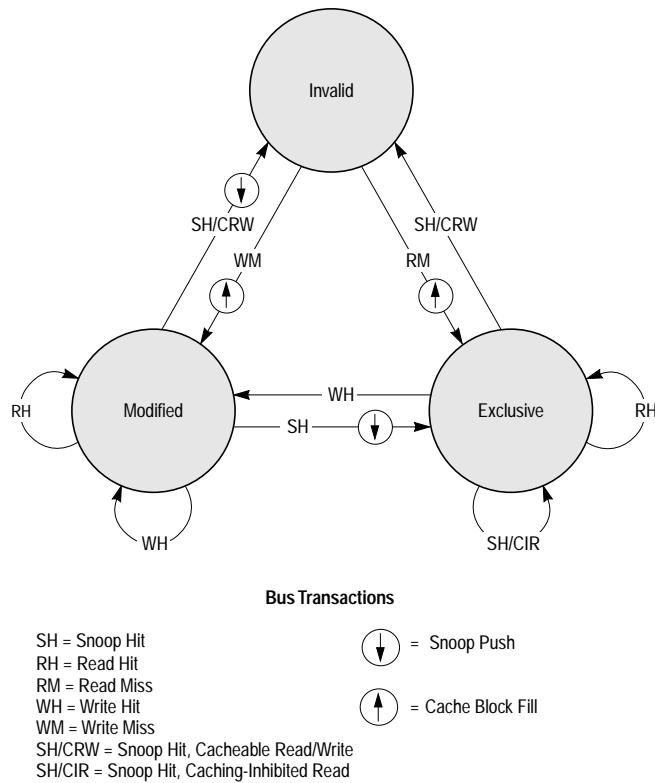 Invalid
SH/CRW
WM
RM
SH/CRW
RH
Modified
WH
SH
Exclusive
RH
WH
SH/CIR
Bus Transactions
SH = Snoop Hit
RH = Read Hit
RM = Read Miss
WH = Write Hit
WM = Write Miss
SH/CRW = Snoop Hit, Cacheable Read/Write
SH/CIR = Snoop Hit, Caching-Inhibited Read
= Snoop Push
= Cache Block Fill